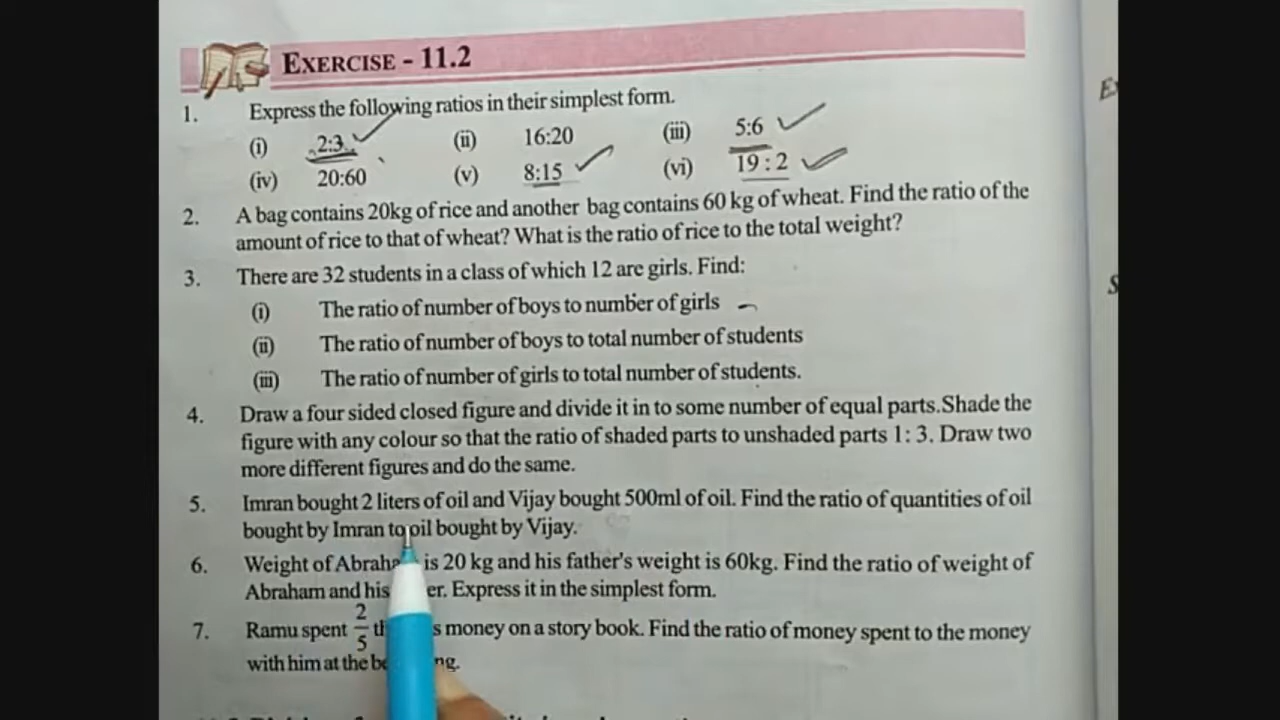 EXERCISE - 11.2
1. Express the following ratios in their simplest form.
(i) 2:3 (ii) 16:20 (iii) 5:6
(iv) 20:60 (v) 8:15 (vi) 19 : 2
2. A bag contains 20kg of rice and another bag contains 60 kg of wheat. Find the ratio of the
amount of rice to that of wheat? What is the ratio of rice to the total weight?
3. There are 32 students in a class of which 12 are girls. Find:
(i) The ratio of number of boys to number of girls
(ii) The ratio of number of boys to total number of students
(iii) The ratio of number of girls to total number of students.
4. Draw a four sided closed figure and divide it in to some number of equal parts.Shade the
figure with any colour so that the ratio of shaded parts to unshaded parts 1: 3. Draw two
more different figures and do the same.
5. Imran bought 2 liters of oil and Vijay bought 500ml of oil. Find the ratio of quantities of oil
bought by Imran to oil bought by Vijay.
6. Weight of is 20 kg and his father's weight is 60kg. Find the ratio of weight of
Abraham and his Express it in the simplest form.
7. Ramu spent 2/5 money on a story book. Find the ratio of money spent to the money
with him at the